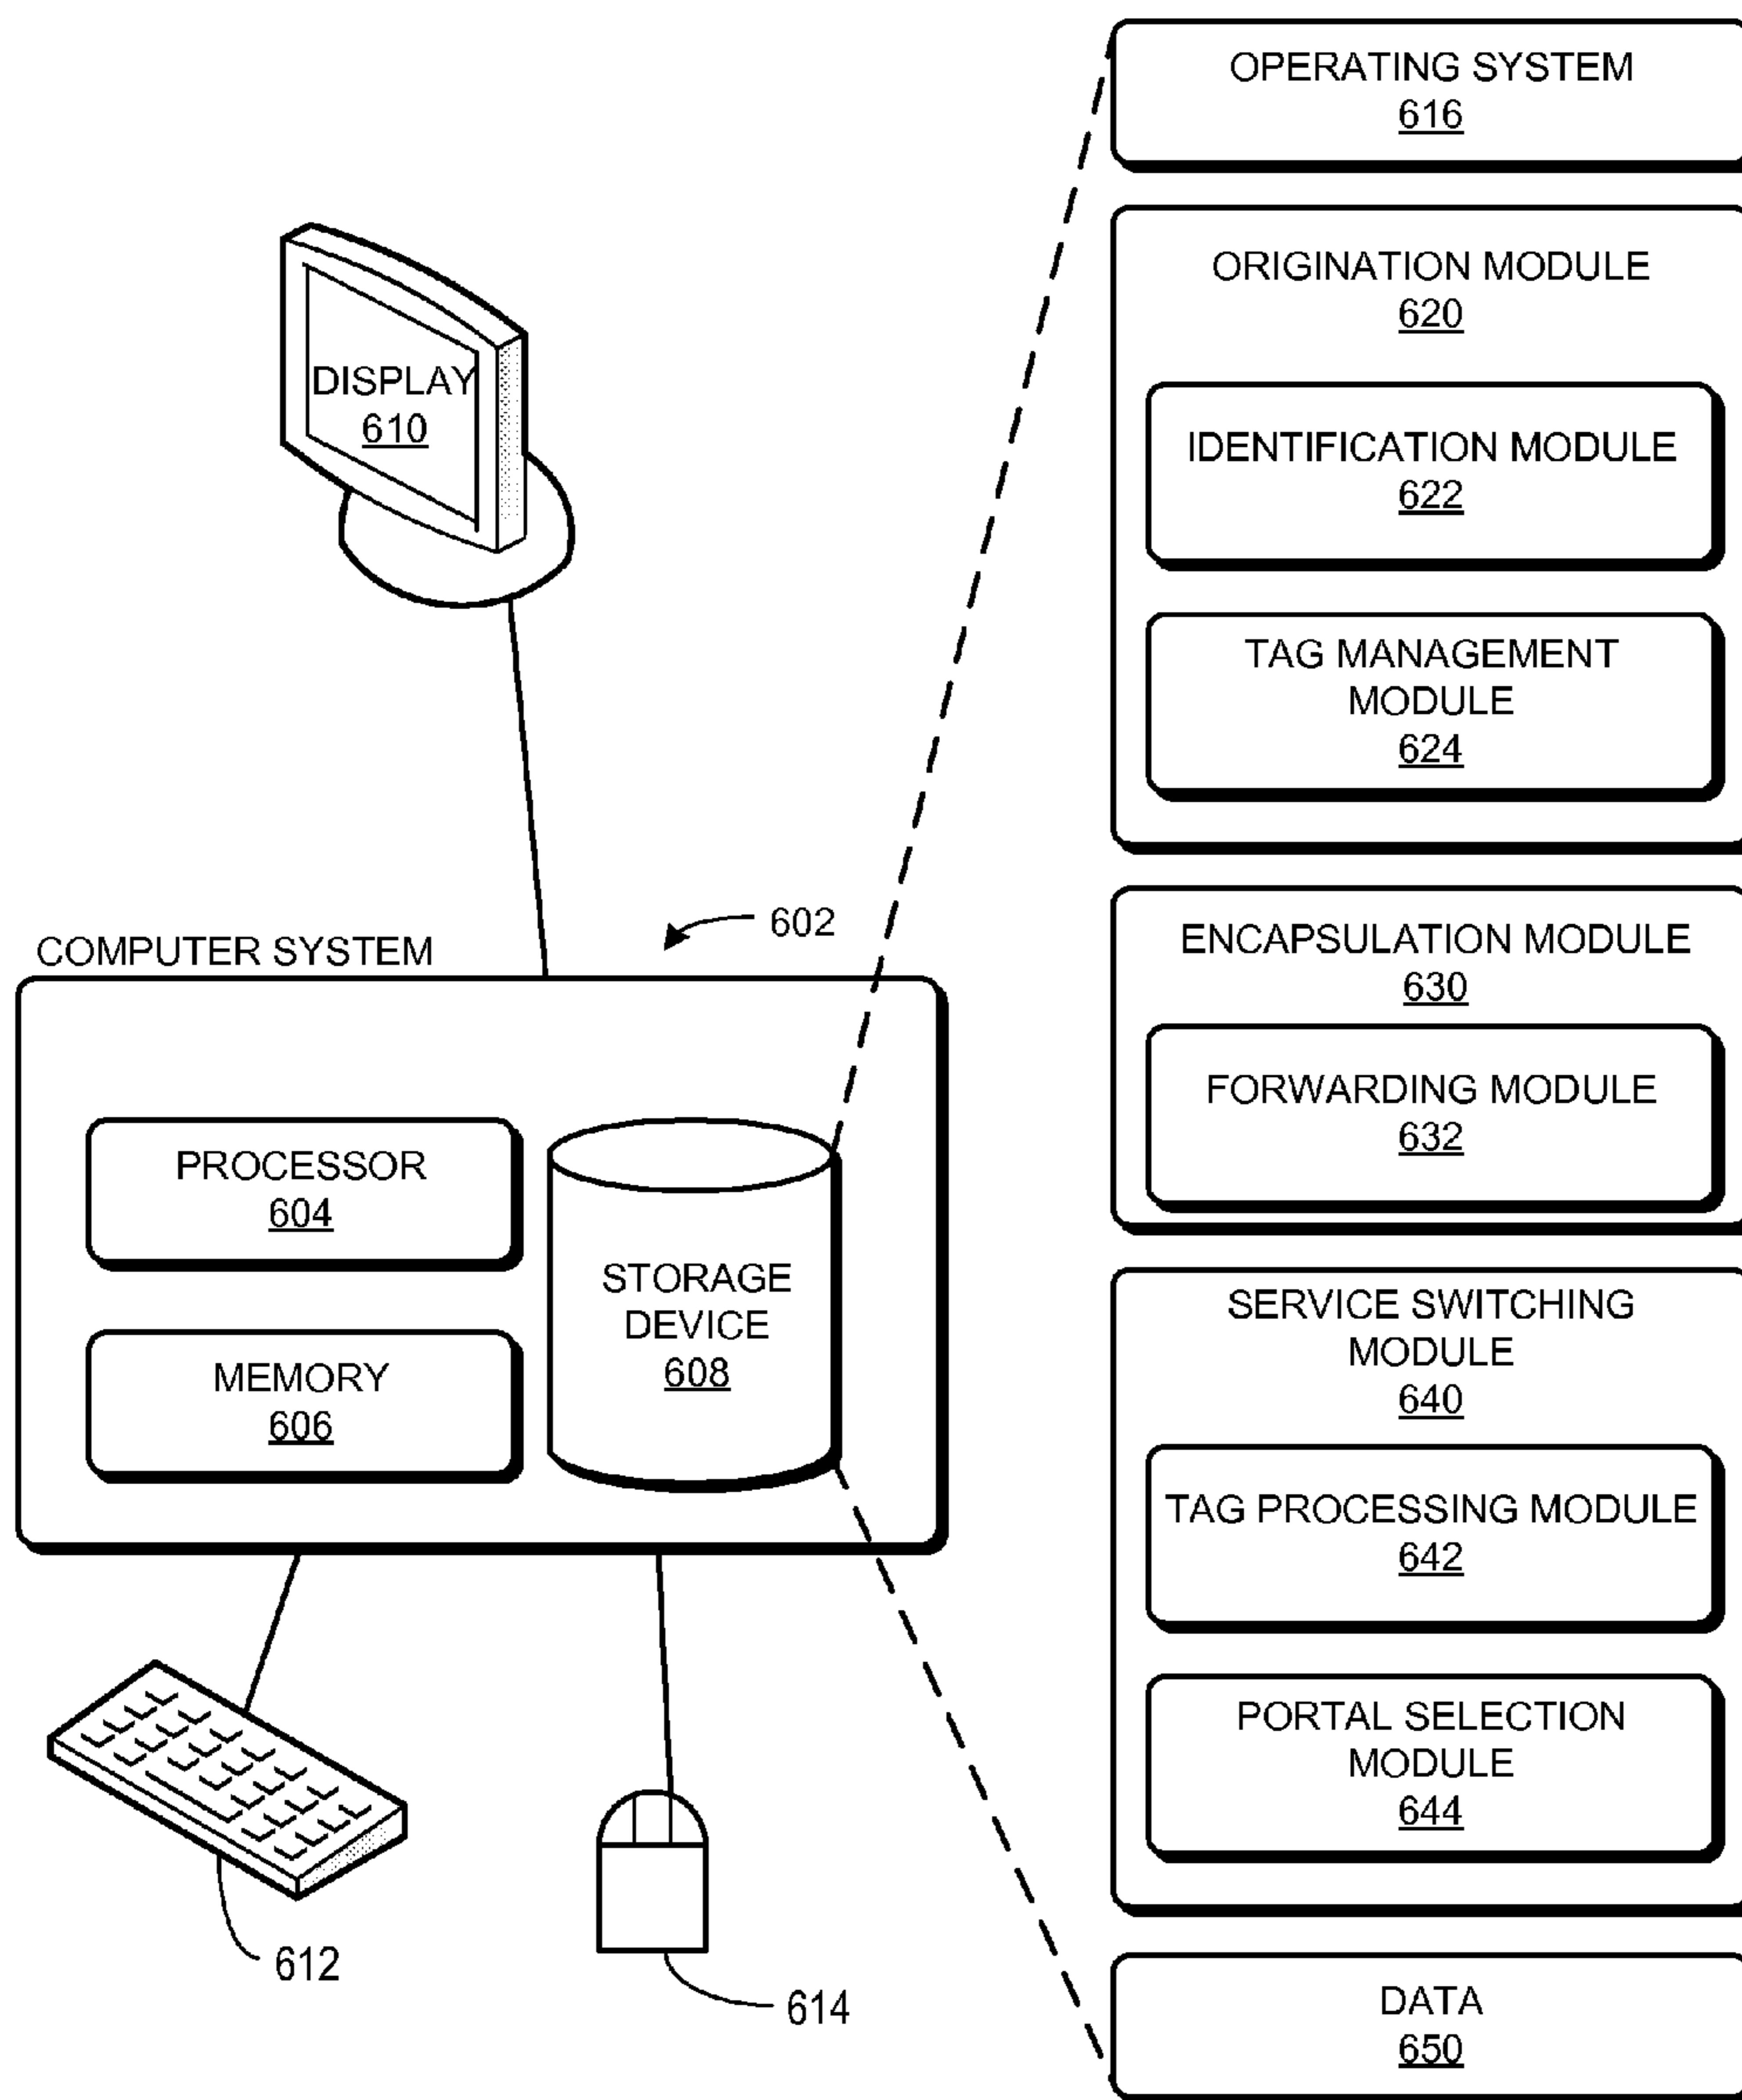 DISPLAY
610
602
COMPUTER SYSTEM
PROCESSOR
604
MEMORY
606
STORAGE
DEVICE
608
612
614
OPERATING SYSTEM
616
ORIGINATION MODULE
620
IDENTIFICATION MODULE
622
TAG MANAGEMENT
MODULE
624
ENCAPSULATION MODULE
630
FORWARDING MODULE
632
SERVICE SWITCHING
MODULE
640
TAG PROCESSING MODULE
642
PORTAL SELECTION
MODULE
644
DATA
650